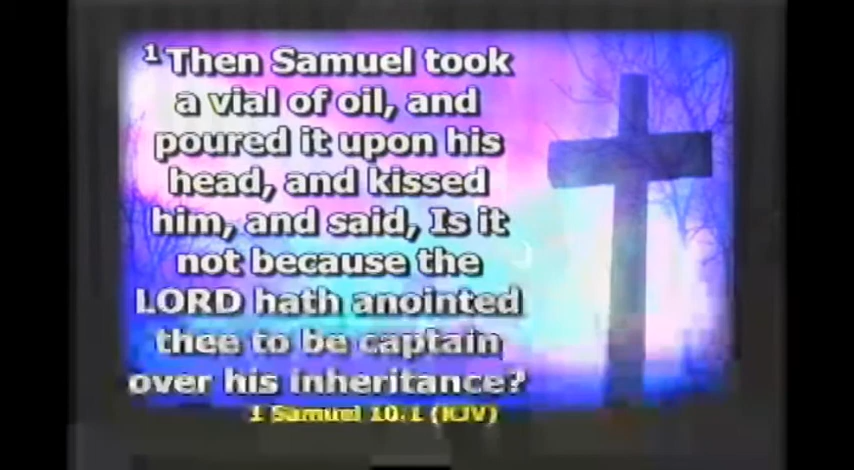 1 Then Samuel took
a vial of oil, and
poured it upon his
head, and kissed
him, and said, Is it
not because the
LORD hath anointed
thee to be captain
over his inheritance?
1 Samuel 10:1 (KJV)